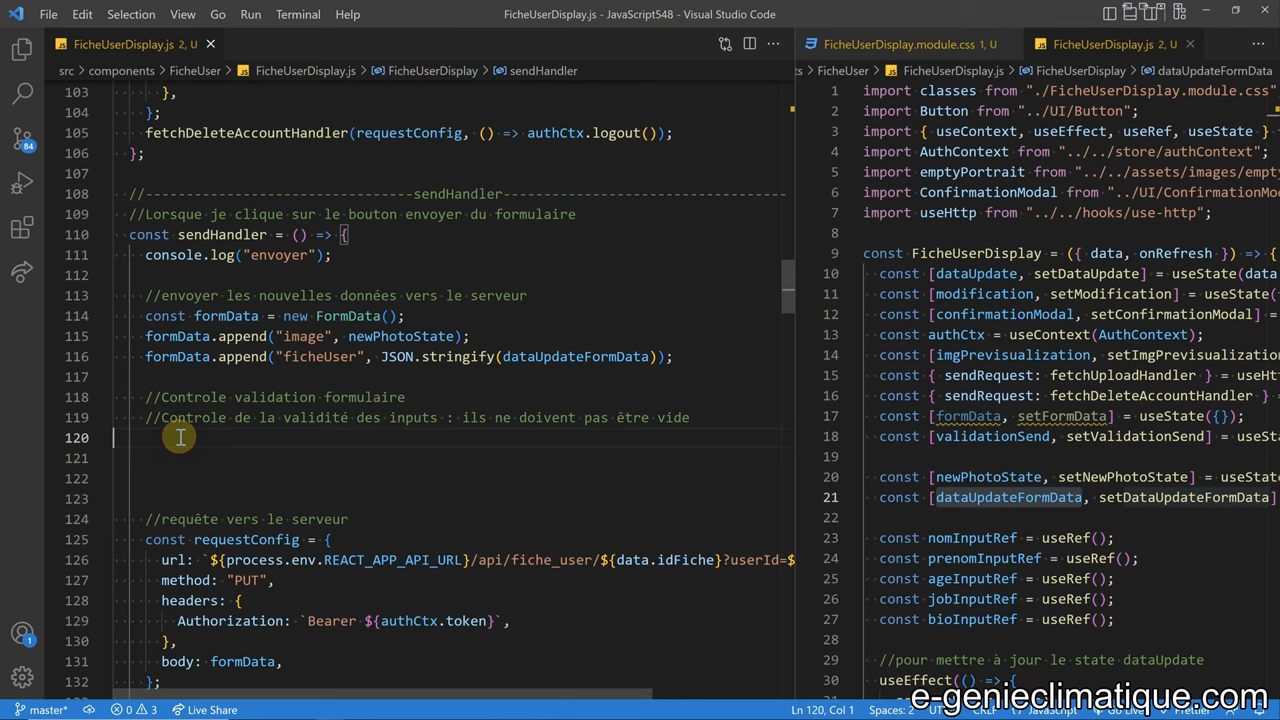 File Edit Selection View Go Run Terminal Help
FicheUserDisplay.js - JavaScript548 - Visual Studio Code
FicheUserDisplay.js 2, U
src > components > FicheUser > FicheUserDisplay.js > FicheUserDisplay > sendHandler
103 },
104 };
105 fetchDeleteAccountHandler(requestConfig, () => authCtx.logout());
106 };
107
108 //----------------------------------sendHandler-----------------------------------
109 //Lorsque je clique sur le bouton envoyer du formulaire
110 const sendHandler = () => {
111 console.log("envoyer");
112
113 //envoyer les nouvelles données vers le serveur
114 const formData = new FormData();
115 formData.append("image", newPhotoState);
116 formData.append("ficheUser", JSON.stringify(dataUpdateFormData));
117
118 //Controle validation formulaire
119 //Controle de la validité des inputs : ils ne doivent pas être vide
120
121
122
123
124 //requête vers le serveur
125 const requestConfig = {
126 url: `${process.env.REACT_APP_API_URL}/api/fiche_user/${data.idFiche}?userId=$
127 method: "PUT",
128 headers: {
129 Authorization: `Bearer ${authCtx.token}`,
130 },
131 body: formData,
132 };
FicheUserDisplay.module.css 1, U
FicheUserDisplay.js 2, U
ts > FicheUser > FicheUserDisplay.js > FicheUserDisplay > dataUpdateFormData
1 import classes from "./FicheUserDisplay.module.css"
2 import Button from "../UI/Button";
3 import { useContext, useEffect, useRef, useState }
4 import AuthContext from "../../store/authContext";
5 import emptyPortrait from "../../assets/images/empt
6 import ConfirmationModal from "../UI/ConfirmationMo
7 import useHttp from "../../hooks/use-http";
8
9 const FicheUserDisplay = ({ data, onRefresh }) => {
10 const [dataUpdate, setDataUpdate] = useState(data
11 const [modification, setModification] = useState(
12 const [confirmationModal, setConfirmationModal] =
13 const authCtx = useContext(AuthContext);
14 const [imgPrevisualization, setImgPrevisualization
15 const { sendRequest: fetchUploadHandler } = useHt
16 const { sendRequest: fetchDeleteAccountHandler } =
17 const [formData, setFormData] = useState({});
18 const [validationSend, setValidationSend] = useSta
19
20 const [newPhotoState, setNewPhotoState] = useState
21 const [dataUpdateFormData, setDataUpdateFormData]
22
23 const nomInputRef = useRef();
24 const prenomInputRef = useRef();
25 const ageInputRef = useRef();
26 const jobInputRef = useRef();
27 const bioInputRef = useRef();
28
29 //pour mettre à jour le state dataUpdate
30 useEffect(() => {
84
1
master* 0 3 Live Share
Ln 120, Col 1 Spaces: 2
e-genieclimatique.com